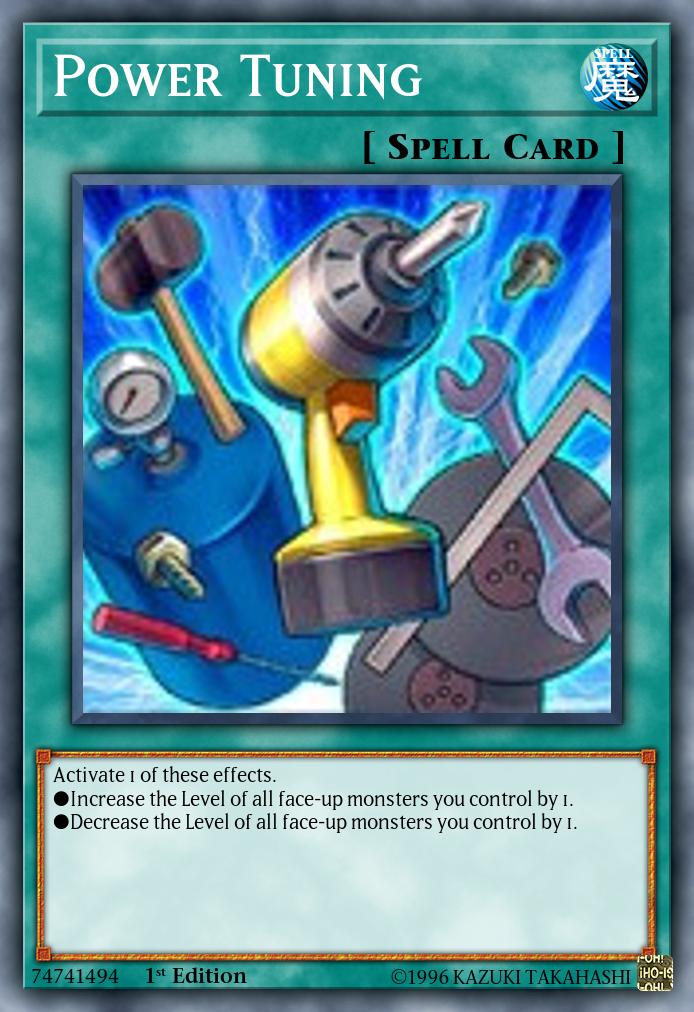 Power Tuning
SPELL
魔
[ Spell Card ]
Activate 1 of these effects.
●Increase the Level of all face-up monsters you control by 1.
●Decrease the Level of all face-up monsters you control by 1.
74741494 1st Edition ©1996 KAZUKI TAKAHASHI